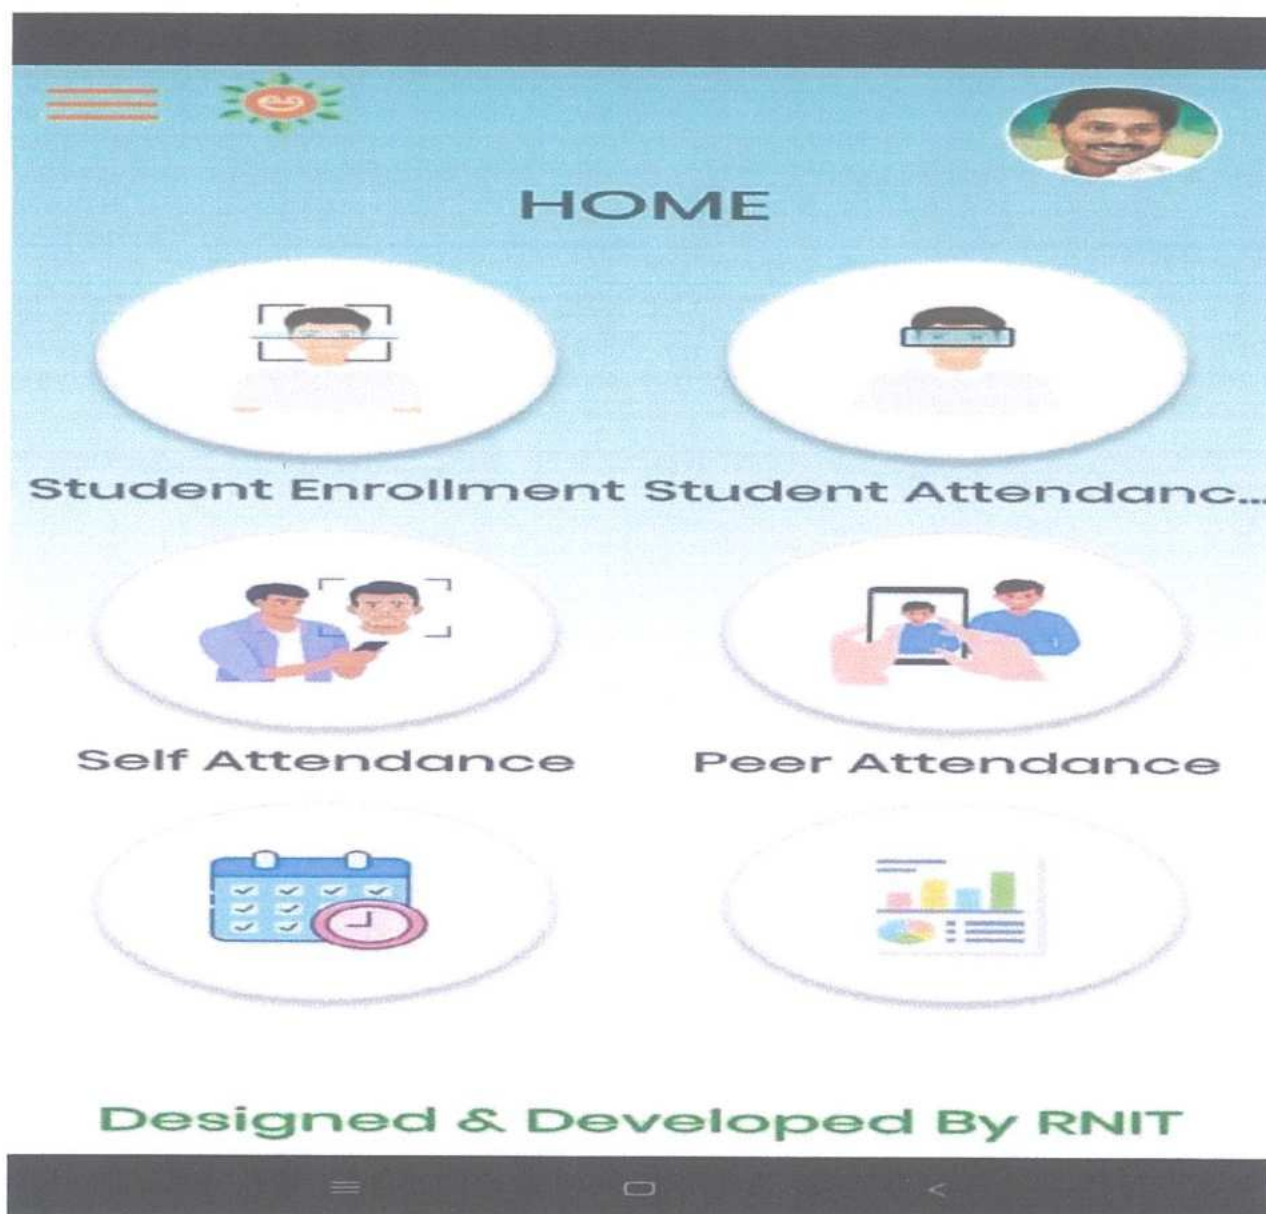 HOME
Student Enrollment Student Attendanc...
Self Attendance Peer Attendance
Designed & Developed By RNIT